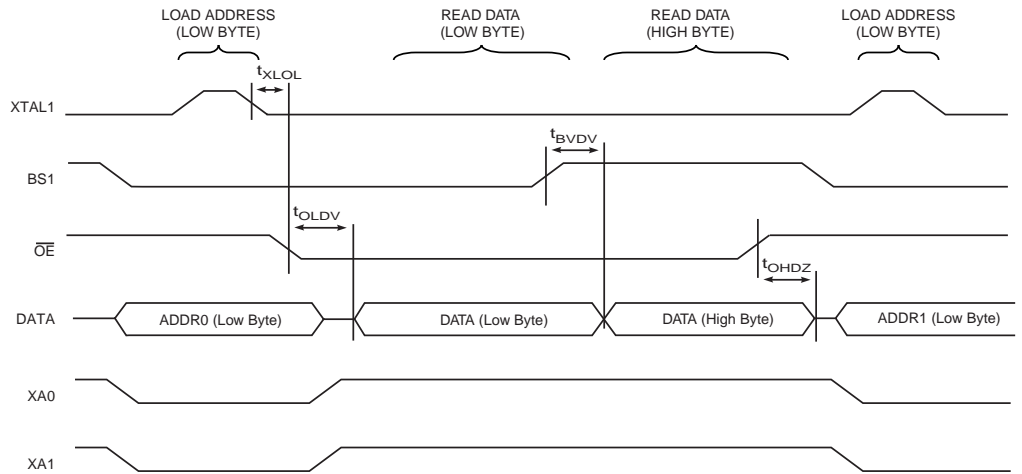 LOAD ADDRESS
(LOW BYTE)
READ DATA
(LOW BYTE)
READ DATA
(HIGH BYTE)
LOAD ADDRESS
(LOW BYTE)
tXLOL
XTAL1
tBVDV
BS1
tOLDV
OE
tOHDZ
DATA
ADDR0 (Low Byte)
DATA (Low Byte)
DATA (High Byte)
ADDR1 (Low Byte)
XA0
XA1